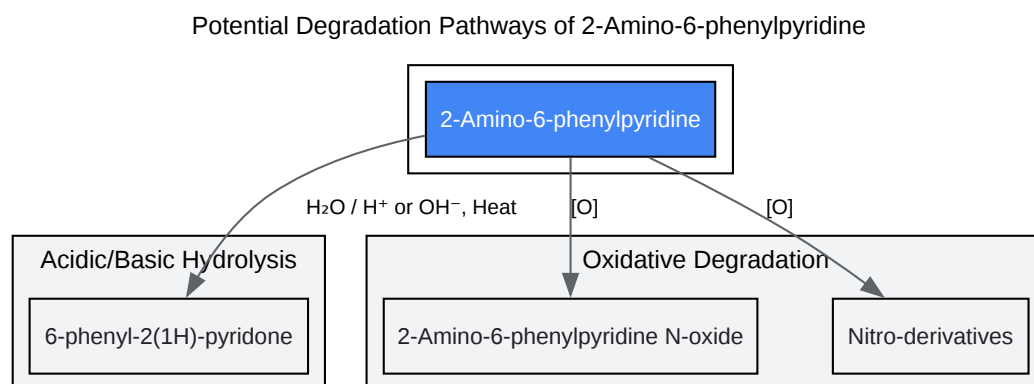 Potential Degradation Pathways of 2-Amino-6-phenylpyridine
2-Amino-6-phenylpyridine
H₂O / H⁺ or OH⁻, Heat
[O]
[O]
Acidic/Basic Hydrolysis
Oxidative Degradation
6-phenyl-2(1H)-pyridone
2-Amino-6-phenylpyridine N-oxide
Nitro-derivatives